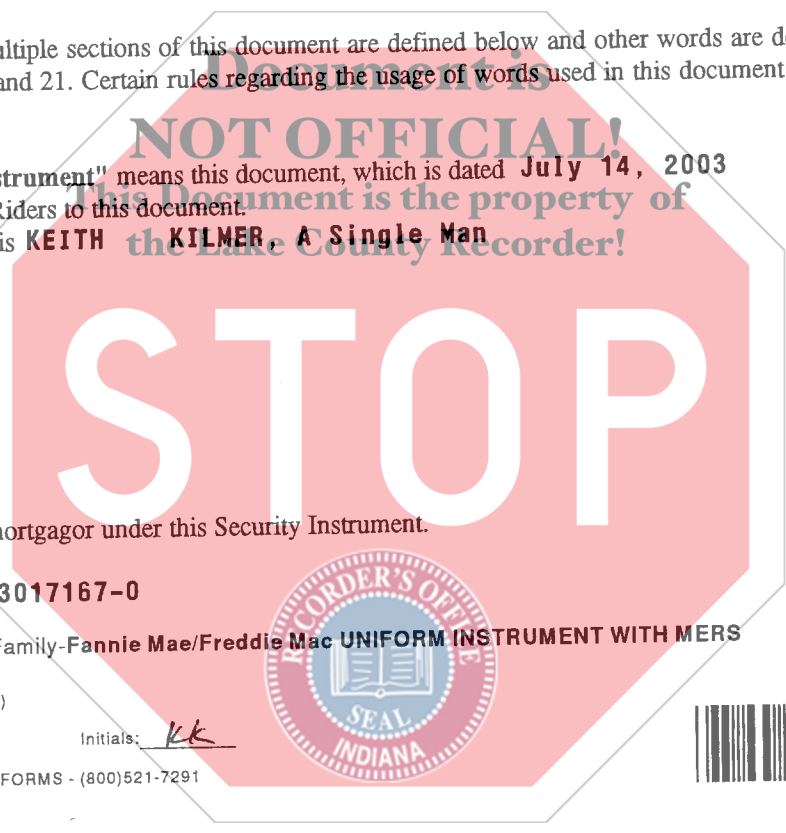 ultiple sections of this document are defined below and other words are de
and 21. Certain rules regarding the usage of words used in this document
Document is
NOT OFFICIAL!
strument" means this document, which is dated July 14, 2003
This Document is the property of
Riders to this document.
is KEITH KILMER, A Single Man
the Lake County Recorder!
STOP
mortgagor under this Security Instrument.
3017167-0
Family-Fannie Mae/Freddie Mac UNIFORM INSTRUMENT WITH MERS
)
Initials: KK
FORMS - (800)521-7291
RECORDER'S OFFICE
SEAL
INDIANA